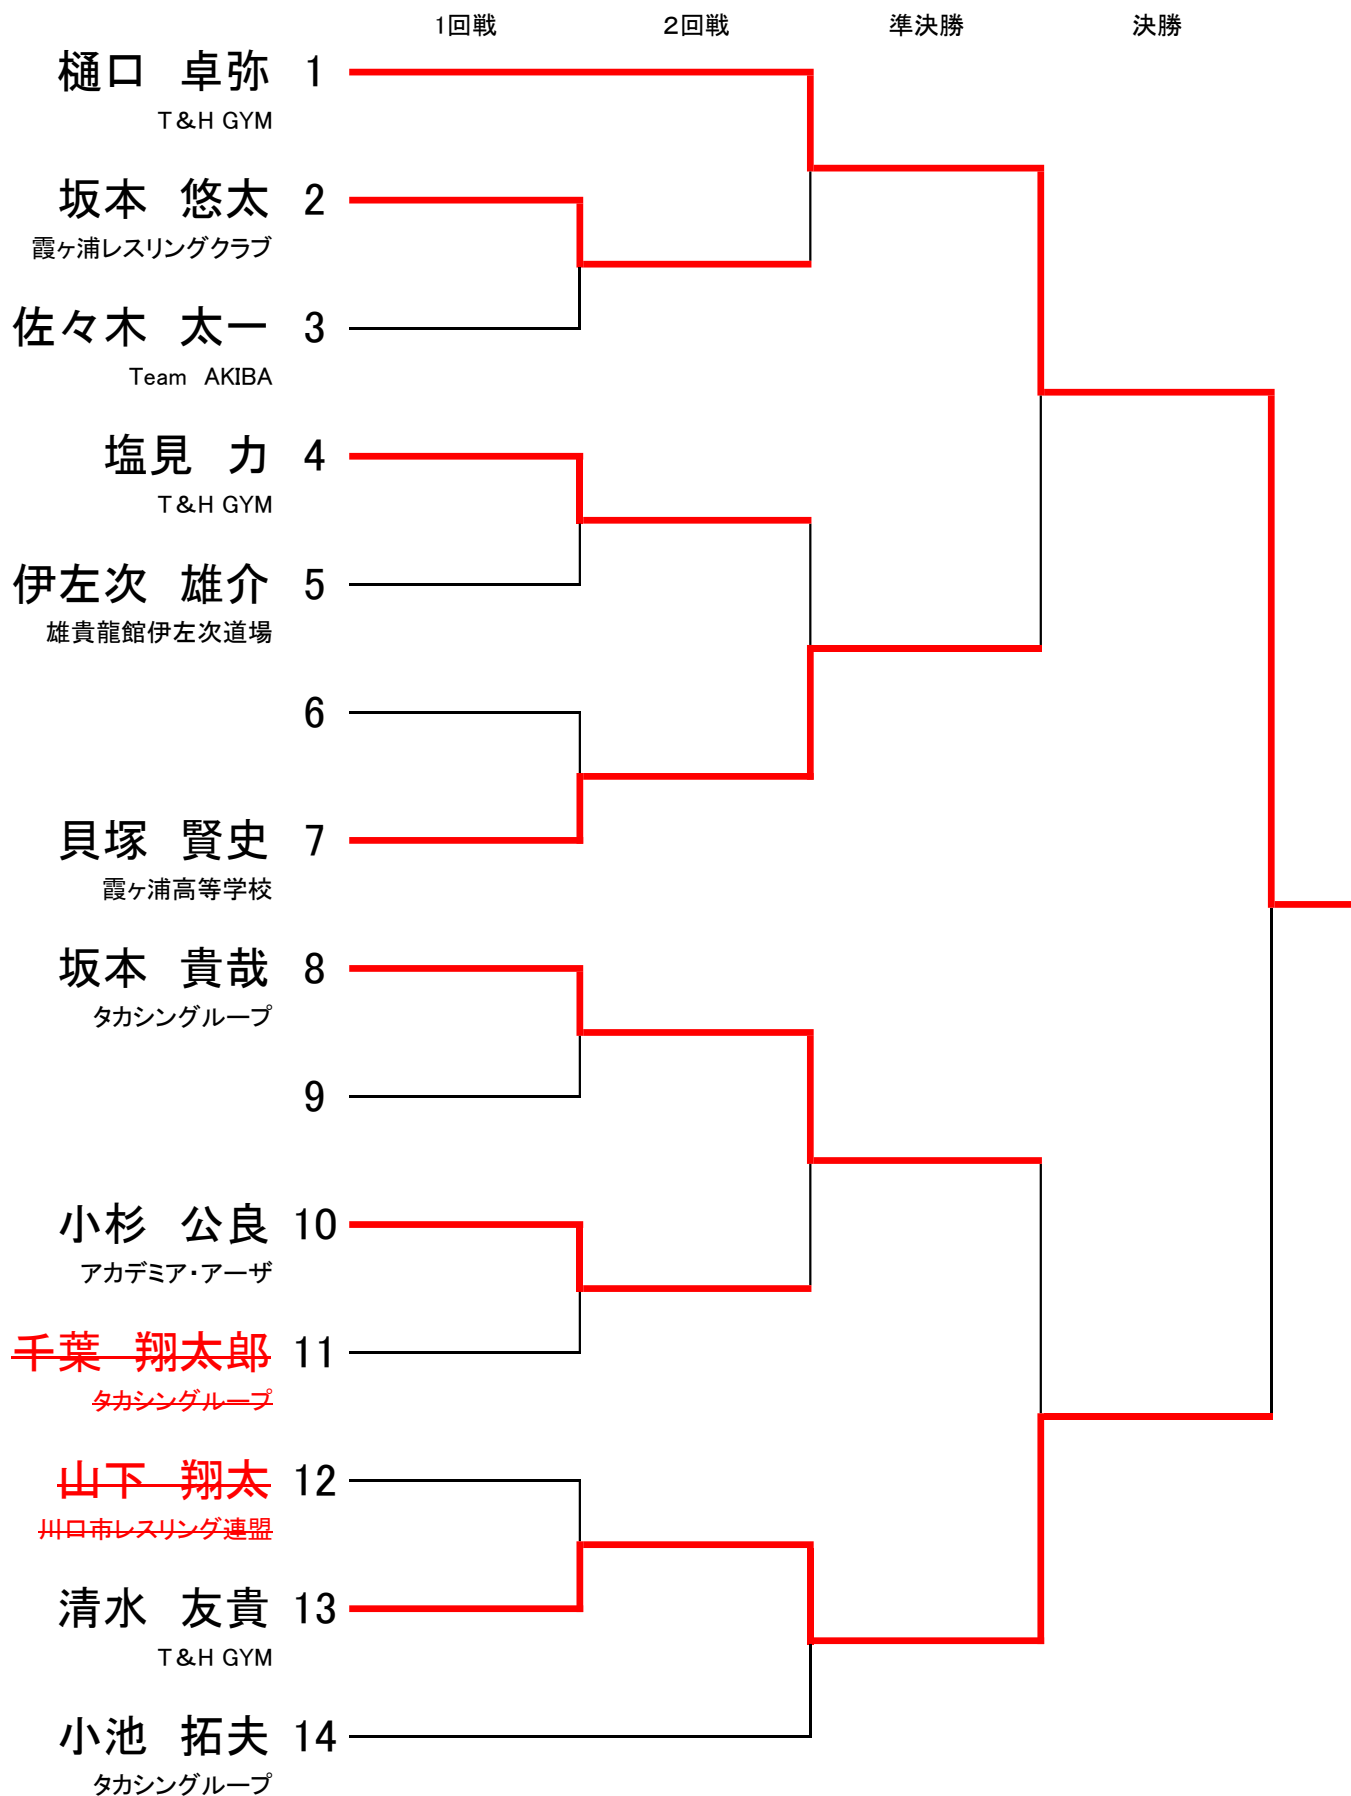 1回戦 2回戦 準決勝 決勝
樋口 卓弥 1
T&H GYM
坂本 悠太 2
霞ヶ浦レスリングクラブ
佐々木 太一 3
Team AKIBA
塩見 力 4
T&H GYM
伊左次 雄介 5
雄貴龍館伊左次道場
6
貝塚 賢史 7
霞ヶ浦高等学校
坂本 貴哉 8
タカシングループ
9
小杉 公良 10
アカデミア・アーザ
千葉 翔太郎 11
タカシングループ
山下 翔太 12
川口市レスリング連盟
清水 友貴 13
T&H GYM
小池 拓夫 14
タカシングループ